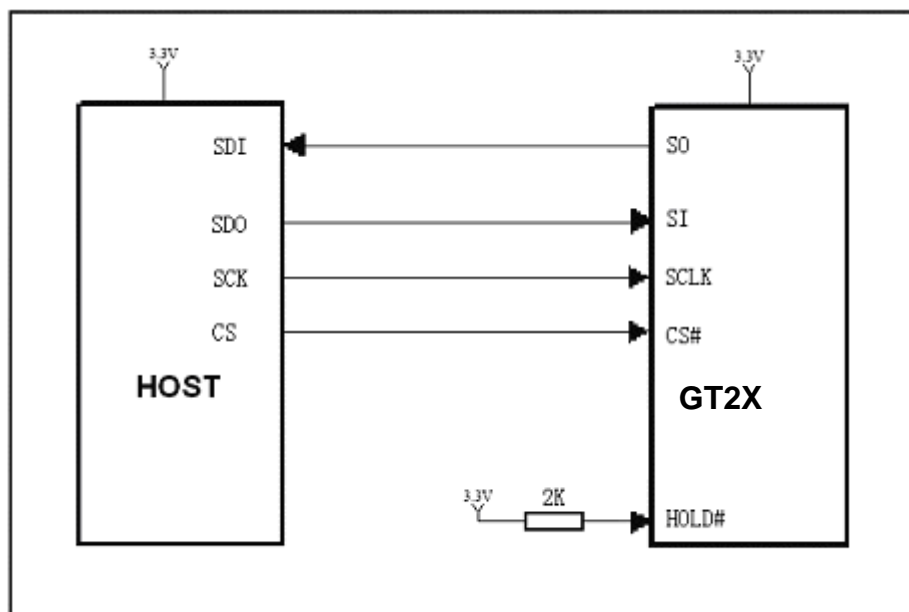 3.3V
3.3V
SDI
SO
SDO
SI
SCK
SCLK
CS
CS#
HOST
GT2X
3.3V
2K
HOLD#